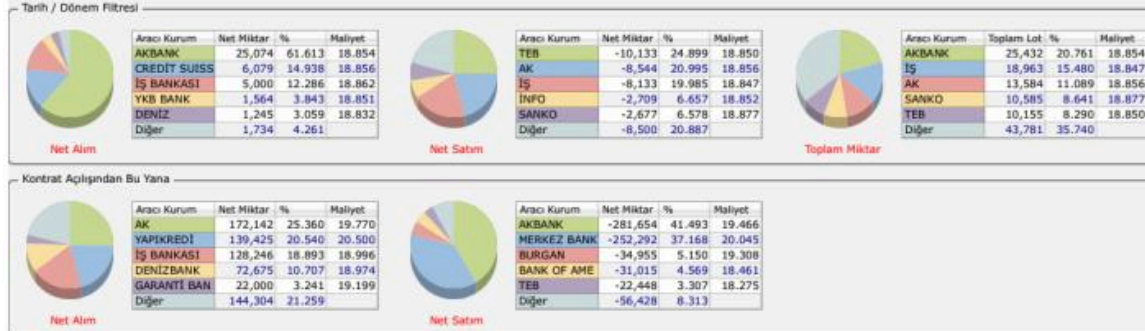 Tarih / Dönem Filtresi
Aracı Kurum Net Miktar % Maliyet
AKBANK 25,074 61.613 18.854
CREDİT SUISS 6,079 14.938 18.856
İŞ BANKASI 5,000 12.286 18.862
YKB BANK 1,564 3.843 18.851
DENİZ 1,245 3.059 18.832
Diğer 1,734 4.261
Net Alım
Aracı Kurum Net Miktar % Maliyet
TEB -10,133 24.899 18.850
AK -8,544 20.995 18.856
İŞ -8,133 19.985 18.847
İNFO -2,709 6.657 18.852
SANKO -2,677 6.578 18.877
Diğer -8,500 20.887
Net Satım
Aracı Kurum Toplam Lot % Maliyet
AKBANK 25,432 20.761 18.854
İŞ 18,963 15.480 18.847
AK 13,584 11.089 18.856
SANKO 10,585 8.641 18.877
TEB 10,155 8.290 18.850
Diğer 43,781 35.740
Toplam Miktar
Kontrat Açılışından Bu Yana
Aracı Kurum Net Miktar % Maliyet
AK 172,142 25.360 19.770
YAPIKREDİ 139,425 20.540 20.500
İŞ BANKASI 128,246 18.893 18.996
DENİZBANK 72,675 10.707 18.974
GARANTİ BAN 22,000 3.241 19.199
Diğer 144,304 21.259
Net Alım
Aracı Kurum Net Miktar % Maliyet
AKBANK -281,654 41.493 19.466
MERKEZ BANK -252,292 37.168 20.045
BURGAN -34,955 5.150 19.308
BANK OF AME -31,015 4.569 18.461
TEB -22,448 3.307 18.275
Diğer -56,428 8.313
Net Satım